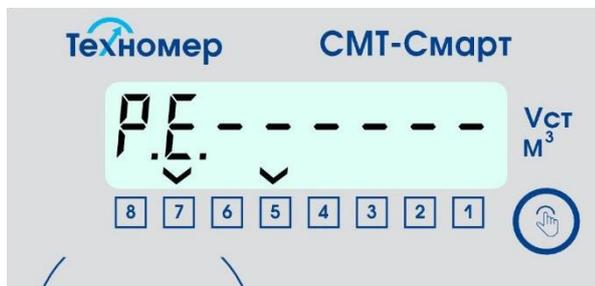 Техномер
СМТ-Смарт
P.E.------
Vст
м³
8 7 6 5 4 3 2 1